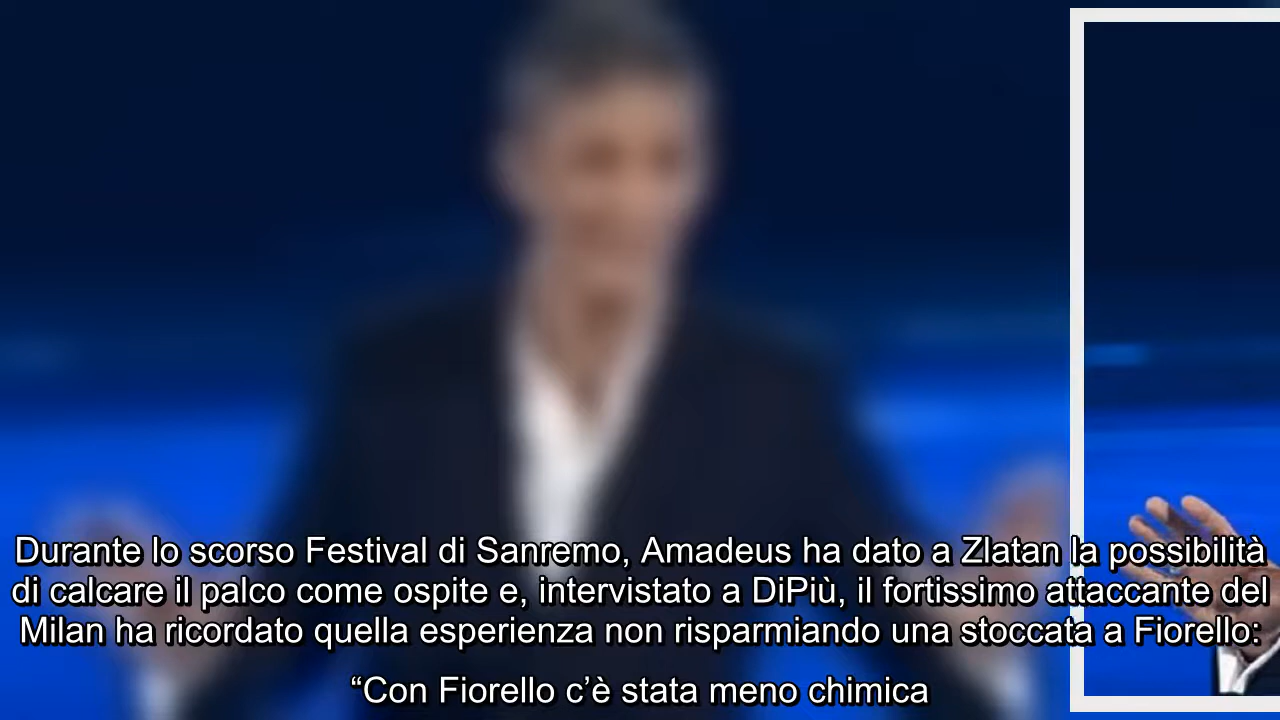 Durante lo scorso Festival di Sanremo, Amadeus ha dato a Zlatan la possibilità
di calcare il palco come ospite e, intervistato a DiPiù, il fortissimo attaccante del
Milan ha ricordato quella esperienza non risparmiando una stoccata a Fiorello:
“Con Fiorello c’è stata meno chimica